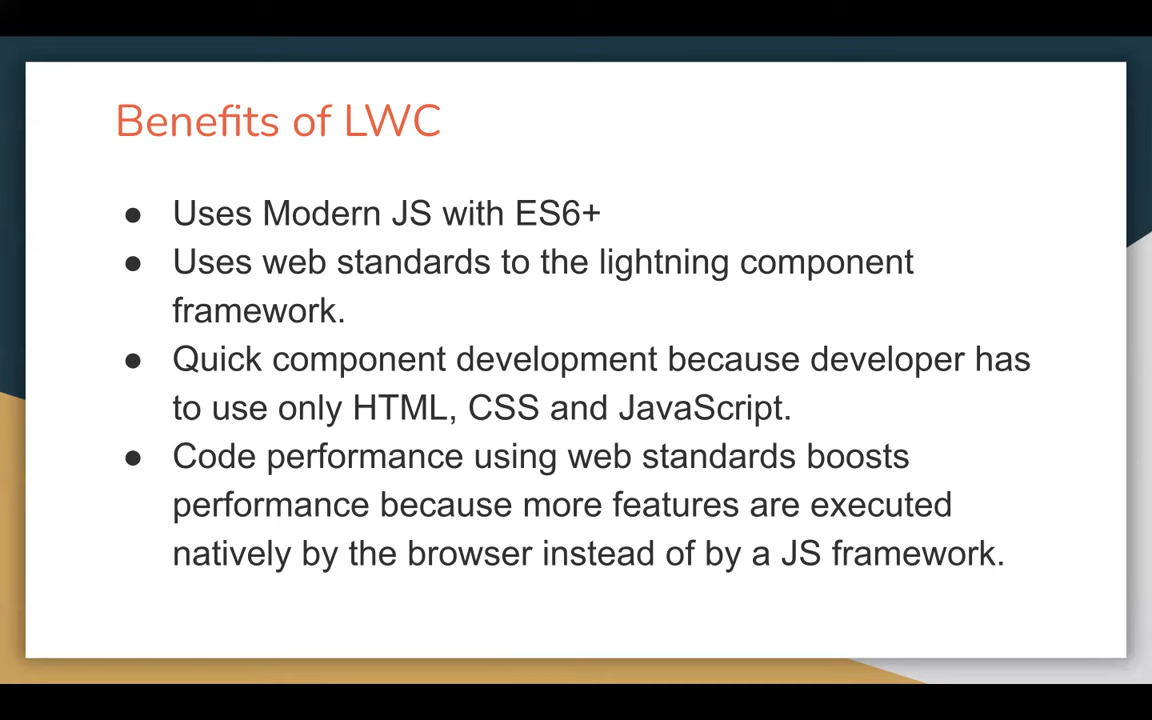 Benefits of LWC
● Uses Modern JS with ES6+
● Uses web standards to the lightning component
framework.
● Quick component development because developer has
to use only HTML, CSS and JavaScript.
● Code performance using web standards boosts
performance because more features are executed
natively by the browser instead of by a JS framework.